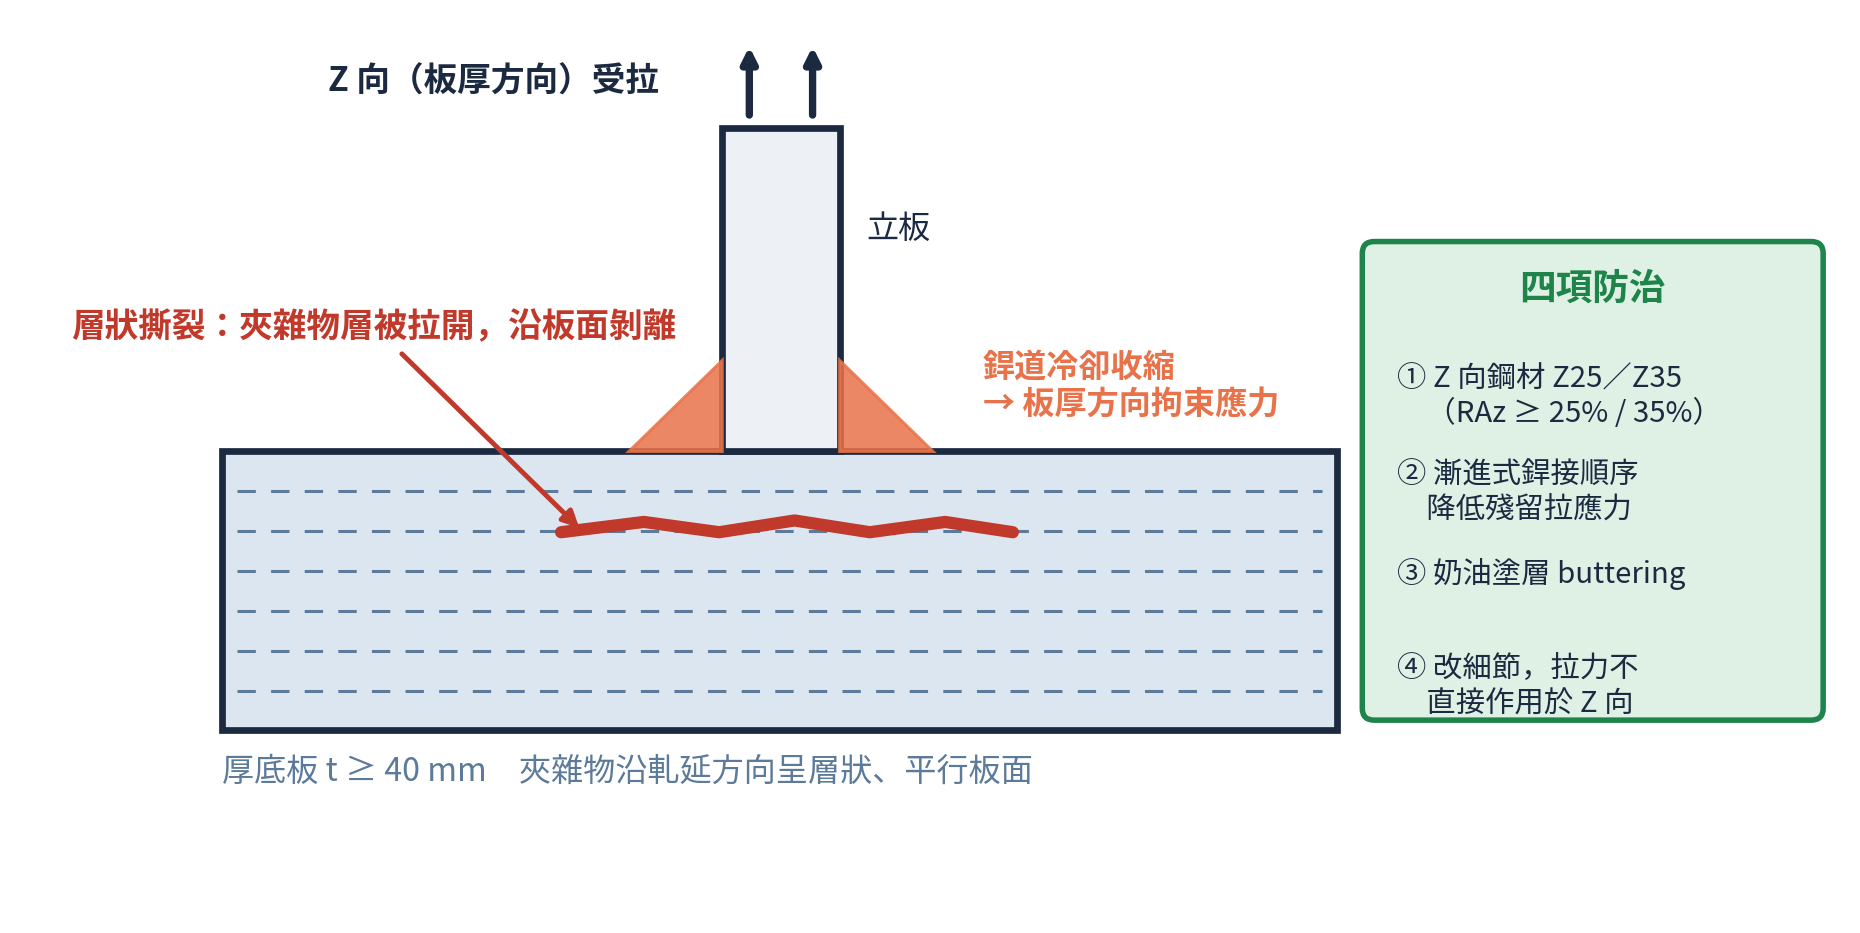 Z 向（板厚方向）受拉
立板
層狀撕裂：夾雜物層被拉開，沿板面剝離
銲道冷卻收縮
→ 板厚方向拘束應力
厚底板 t ≥ 40 mm　夾雜物沿軋延方向呈層狀、平行板面
四項防治
① Z 向鋼材 Z25／Z35
（RAz ≥ 25% / 35%）
② 漸進式銲接順序
降低殘留拉應力
③ 奶油塗層 buttering
④ 改細節，拉力不
直接作用於 Z 向